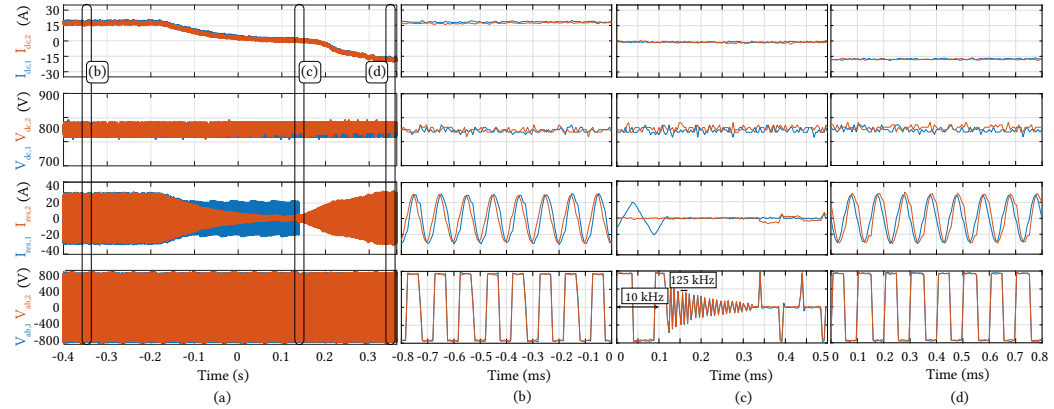 I_dc,1 I_dc,2 (A)
30
15
0
-15
-30
(b)
(c)
(d)
V_dc,1 V_dc,2 (V)
900
800
700
I_res,1 I_res,2 (A)
40
20
0
-20
-40
V_ab,1 V_ab,2 (V)
800
400
0
-400
-800
125 kHz
10 kHz
-0.4 -0.3 -0.2 -0.1 0 0.1 0.2 0.3
-0.8 -0.7 -0.6 -0.5 -0.4 -0.3 -0.2 -0.1 0
0 0.1 0.2 0.3 0.4 0.5
0 0.1 0.2 0.3 0.4 0.5 0.6 0.7 0.8
Time (s) Time (ms) Time (ms) Time (ms)
(a) (b) (c) (d)